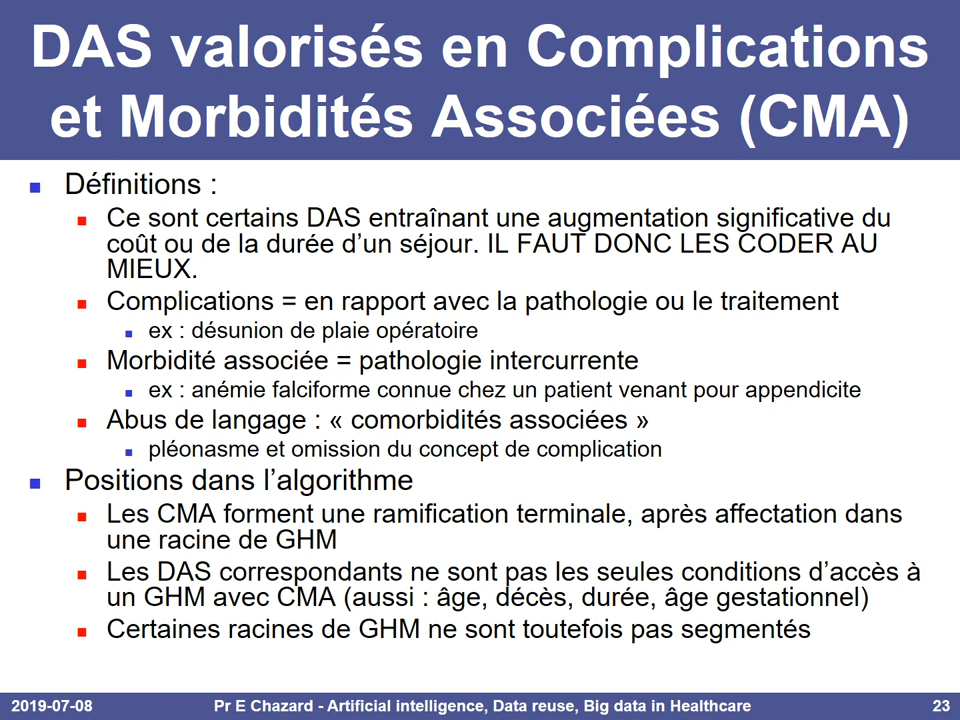 DAS valorisés en Complications
et Morbidités Associées (CMA)
Définitions :
Ce sont certains DAS entraînant une augmentation significative du
coût ou de la durée d’un séjour. IL FAUT DONC LES CODER AU
MIEUX.
Complications = en rapport avec la pathologie ou le traitement
ex : désunion de plaie opératoire
Morbidité associée = pathologie intercurrente
ex : anémie falciforme connue chez un patient venant pour appendicite
Abus de langage : « comorbidités associées »
pléonasme et omission du concept de complication
Positions dans l’algorithme
Les CMA forment une ramification terminale, après affectation dans
une racine de GHM
Les DAS correspondants ne sont pas les seules conditions d’accès à
un GHM avec CMA (aussi : âge, décès, durée, âge gestationnel)
Certaines racines de GHM ne sont toutefois pas segmentés
2019-07-08 Pr E Chazard - Artificial intelligence, Data reuse, Big data in Healthcare 23